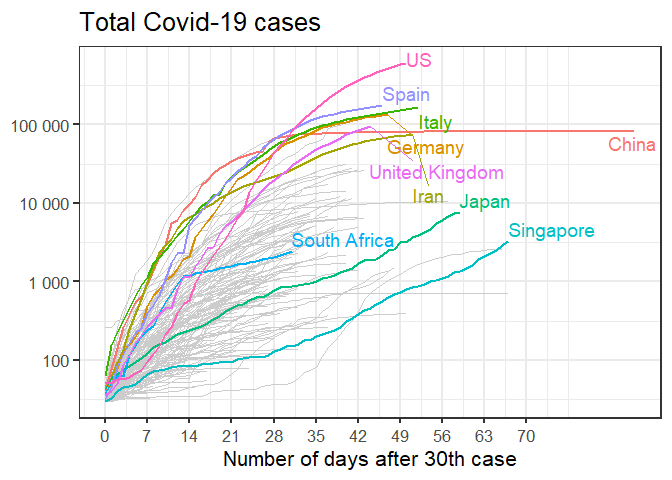 Total Covid-19 cases
US
Spain
100 000
Italy
China
Germany
United Kingdom
10 000
Iran
Japan
Singapore
South Africa
1 000
100
0 7 14 21 28 35 42 49 56 63 70
Number of days after 30th case